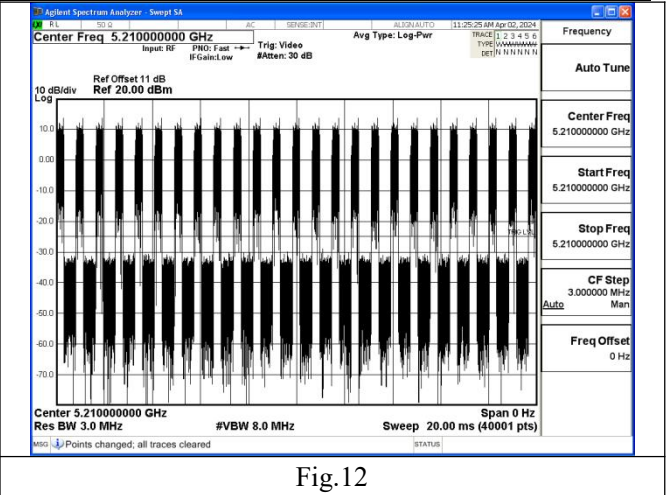 Agilent Spectrum Analyzer - Swept SA
RL 50 Ω AC SENSE:INT ALIGN AUTO 11:25:25 AM Apr 02, 2024
Center Freq 5.210000000 GHz
Input: RF PNO: Fast
IFGain:Low
Trig: Video
#Atten: 30 dB
Avg Type: Log-Pwr
TRACE 1 2 3 4 5 6
TYPE
DET N N N N N N
Ref Offset 11 dB
10 dB/div Ref 20.00 dBm
Log
10.0
0.00
-10.0
-20.0
-30.0
-40.0
-50.0
-60.0
-70.0
Center 5.210000000 GHz Span 0 Hz
Res BW 3.0 MHz #VBW 8.0 MHz Sweep 20.00 ms (40001 pts)
MSG Points changed; all traces cleared STATUS
Frequency
Auto Tune
Center Freq
5.210000000 GHz
Start Freq
5.210000000 GHz
Stop Freq
5.210000000 GHz
CF Step
3.000000 MHz
Auto Man
Freq Offset
0 Hz
Fig.12